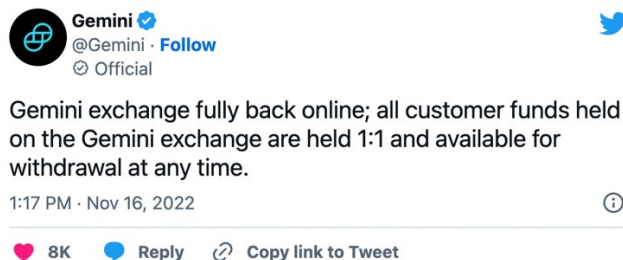 Gemini
@Gemini · Follow
Official
Gemini exchange fully back online; all customer funds held
on the Gemini exchange are held 1:1 and available for
withdrawal at any time.
1:17 PM · Nov 16, 2022
8K Reply Copy link to Tweet